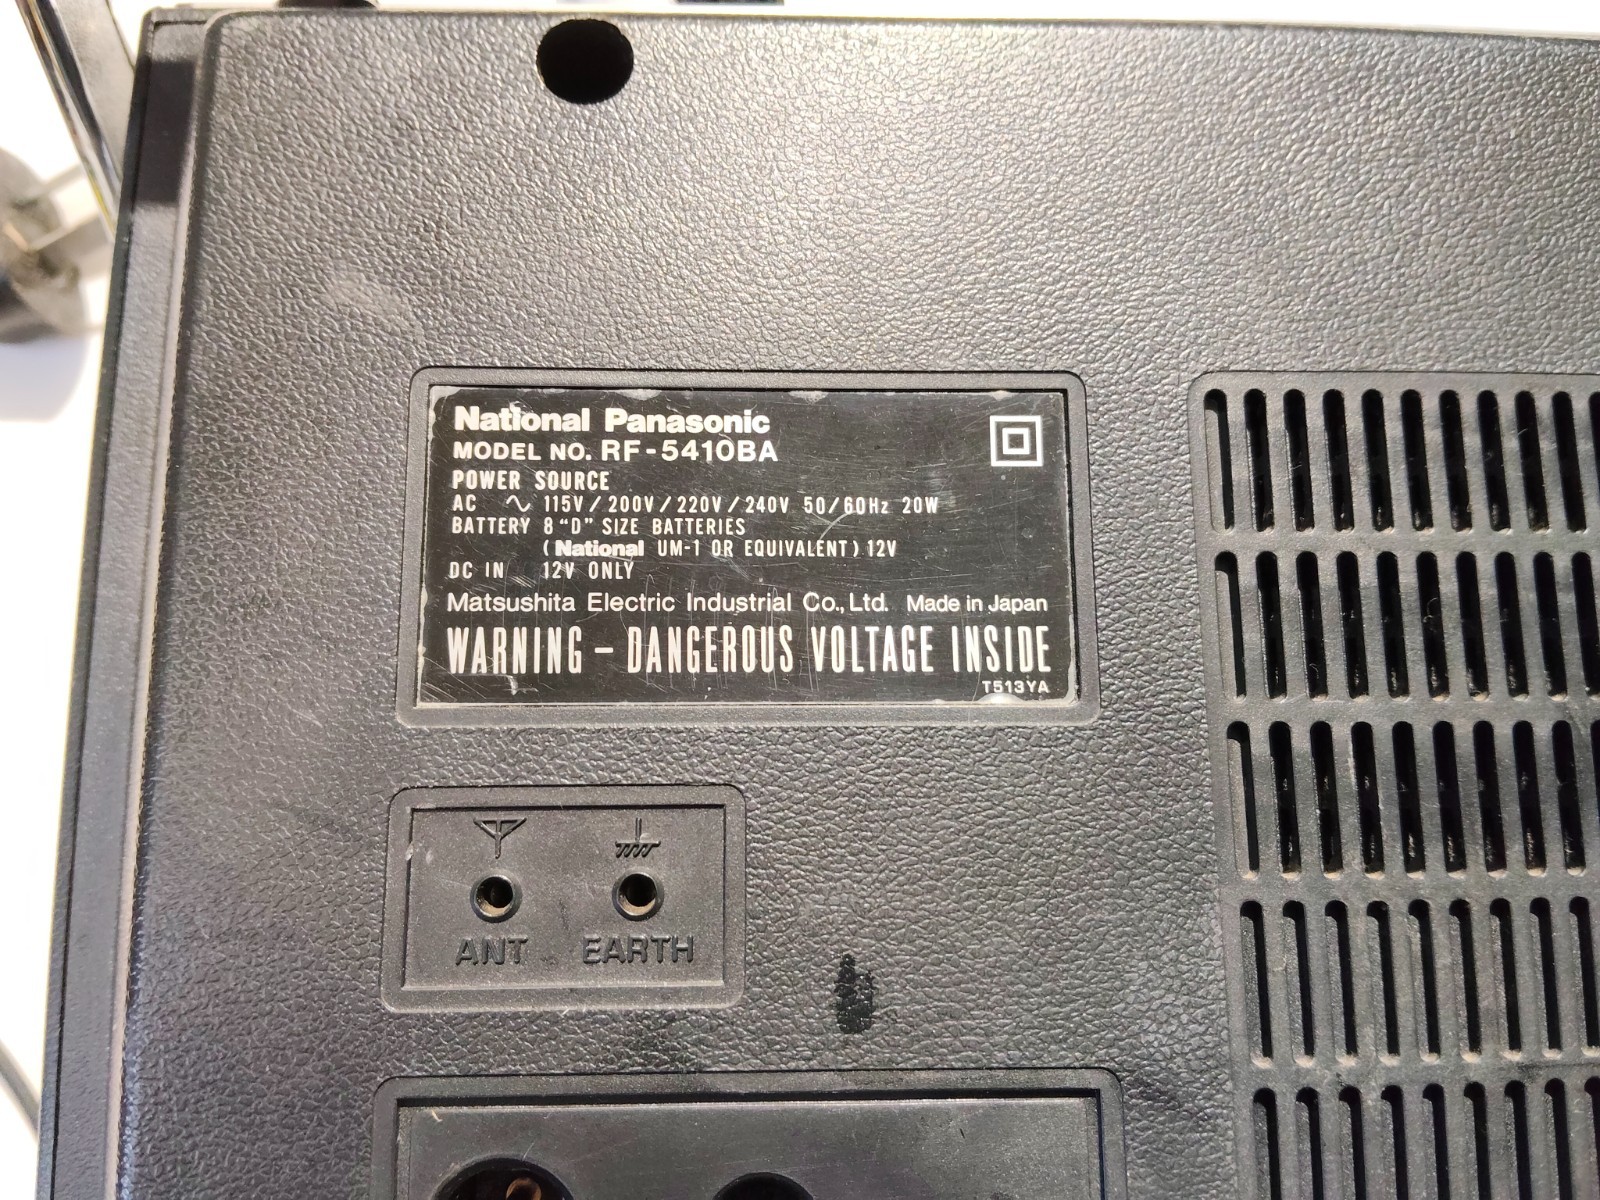 National Panasonic
MODEL NO. RF-5410BA
POWER SOURCE
AC ∿ 115V/200V/220V/240V 50/60Hz 20W
BATTERY 8 "D" SIZE BATTERIES
(National UM-1 OR EQUIVALENT) 12V
DC IN 12V ONLY
Matsushita Electric Industrial Co., Ltd. Made in Japan
WARNING – DANGEROUS VOLTAGE INSIDE
T513YA
ANT EARTH